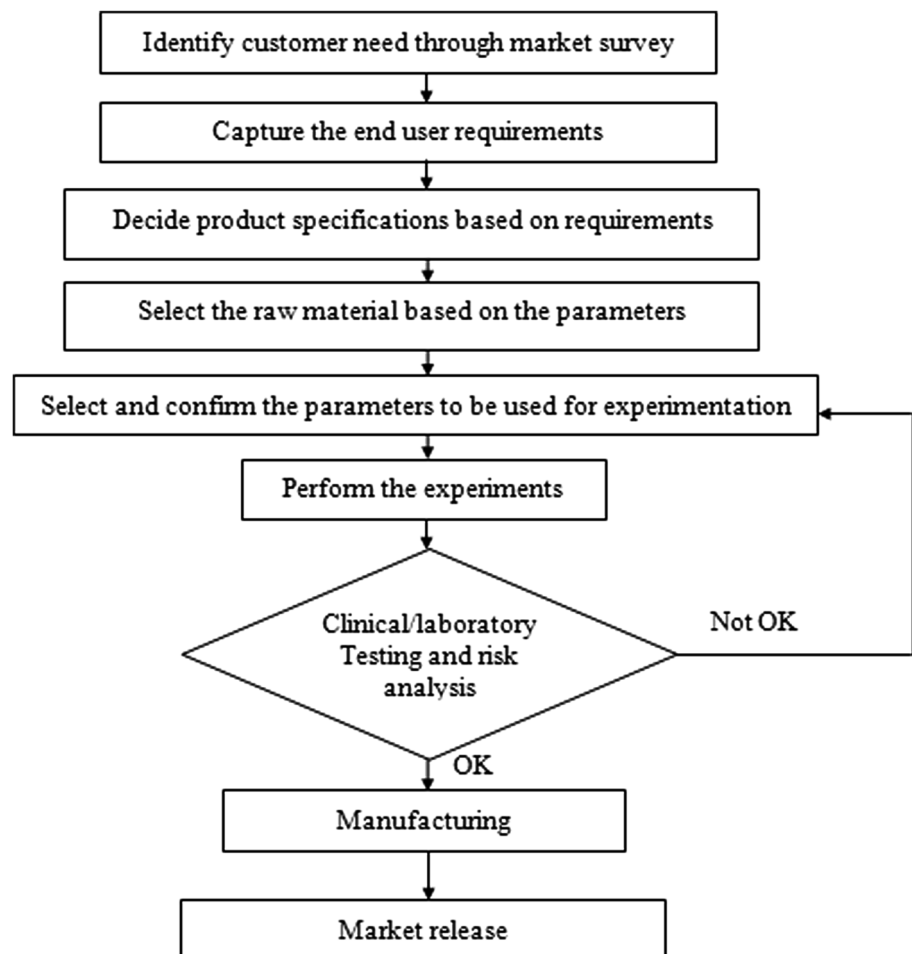 Identify customer need through market survey
Capture the end user requirements
Decide product specifications based on requirements
Select the raw material based on the parameters
Select and confirm the parameters to be used for experimentation
Perform the experiments
Clinical/laboratory
Testing and risk
analysis
Not OK
OK
Manufacturing
Market release